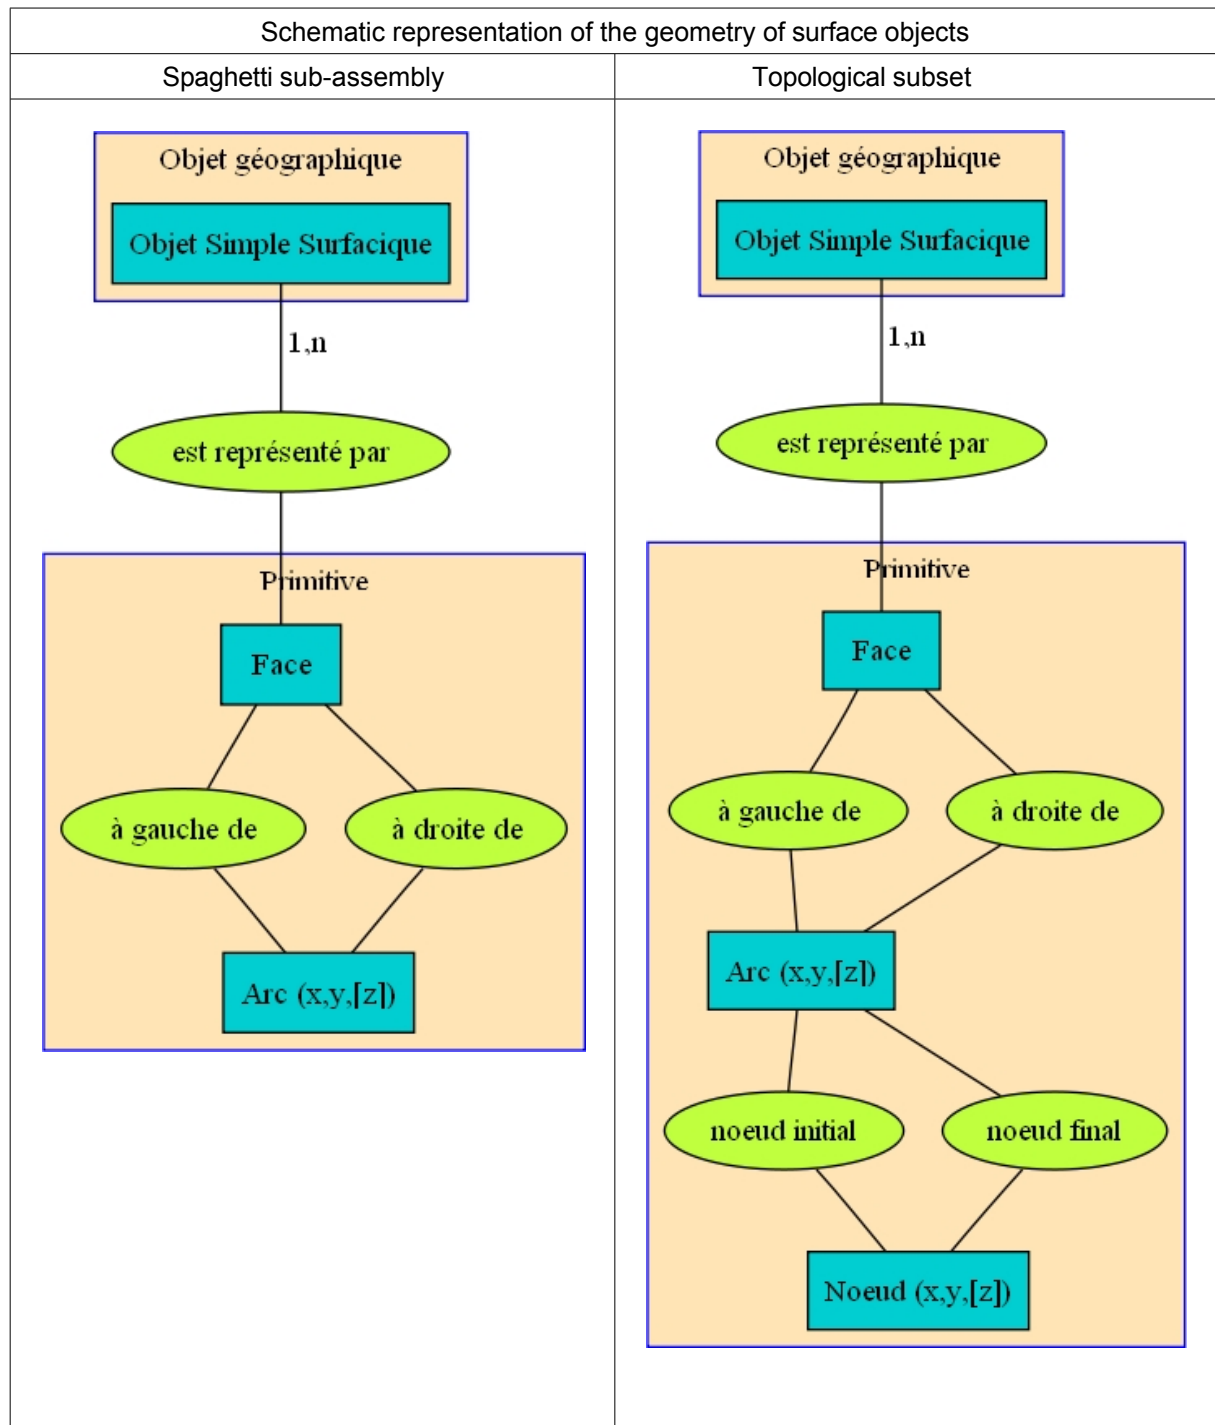 Schematic representation of the geometry of surface objects
Spaghetti sub-assembly
Topological subset
Objet géographique
Objet Simple Surfacique
1,n
est représenté par
Primitive
Face
à gauche de
à droite de
Arc (x,y,[z])
Objet géographique
Objet Simple Surfacique
1,n
est représenté par
Primitive
Face
à gauche de
à droite de
Arc (x,y,[z])
noeud initial
noeud final
Noeud (x,y,[z])